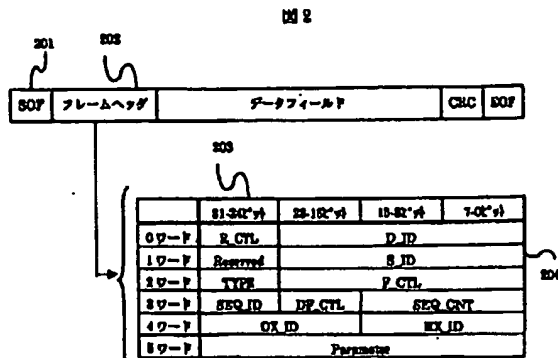 図2
201 202
SOF フレームヘッダ データフィールド CRC EOF
203
31-24ビット 23-16ビット 15-8ビット 7-0ビット
0ワード R_CTL D_ID
1ワード Reserved S_ID
2ワード TYPE F_CTL
204
3ワード SEQ_ID DF_CTL SEQ_CNT
4ワード OX_ID RX_ID
5ワード Parameter